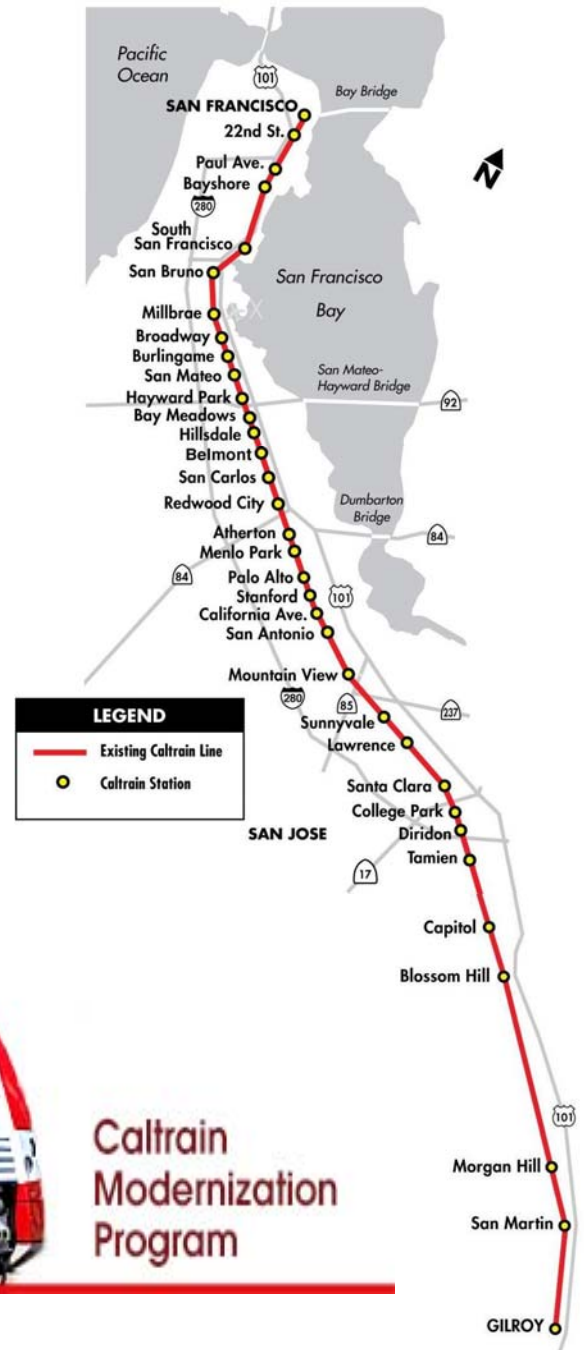 Pacific
Ocean
101
Bay Bridge
SAN FRANCISCO
22nd St.
N
Paul Ave.
Bayshore
280
South
San Francisco
San Bruno
San Francisco
Bay
Millbrae
Broadway
Burlingame
San Mateo
San Mateo-
Hayward Bridge
Hayward Park
92
Bay Meadows
Hillsdale
Belmont
San Carlos
Redwood City
Dumbarton
Bridge
Atherton
84
Menlo Park
84
Palo Alto
Stanford
101
California Ave.
San Antonio
Mountain View
280
85
237
Sunnyvale
Lawrence
LEGEND
Existing Caltrain Line
Caltrain Station
Santa Clara
College Park
SAN JOSE
Diridon
Tamien
17
Capitol
Blossom Hill
101
Caltrain
Modernization
Program
Morgan Hill
San Martin
GILROY